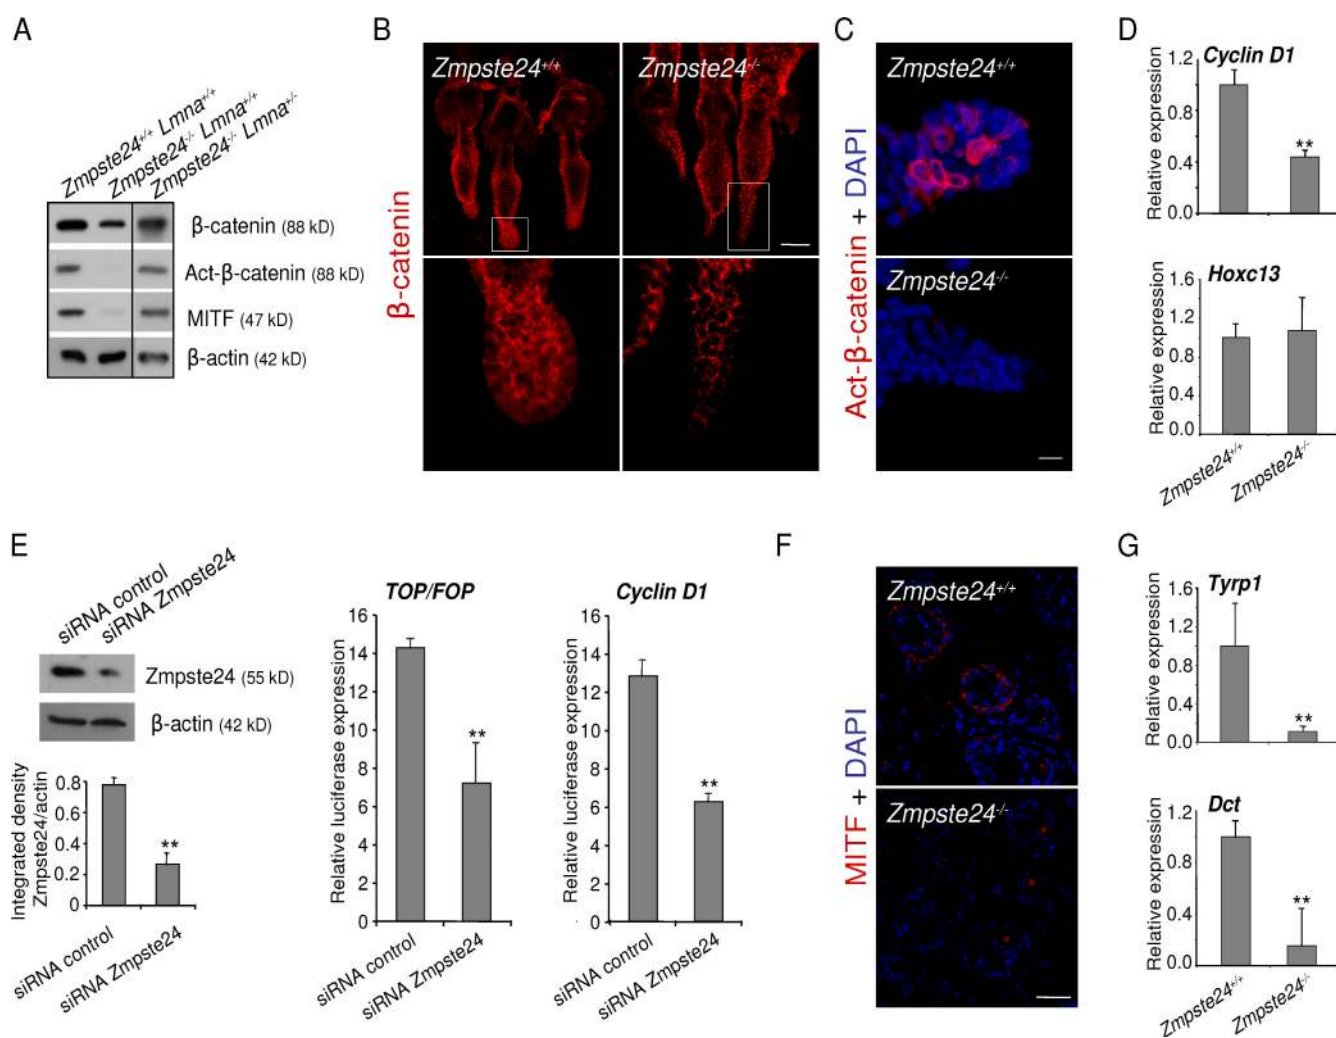 A
Zmpste24+/+ Lmna+/+
Zmpste24-/- Lmna+/+
Zmpste24-/- Lmna+/-
β-catenin (88 kD)
Act-β-catenin (88 kD)
MITF (47 kD)
β-actin (42 kD)
B
β-catenin
Zmpste24+/+
Zmpste24-/-
C
Act-β-catenin + DAPI
Zmpste24+/+
Zmpste24-/-
D
Cyclin D1
Relative expression
1.2
0.8
0.4
0.0
Hoxc13
Relative expression
1.6
1.2
0.8
0.4
0.0
**
Zmpste24+/+
Zmpste24-/-
E
siRNA control
siRNA Zmpste24
Zmpste24 (55 kD)
β-actin (42 kD)
Integrated density
Zmpste24/actin
0.8
0.6
0.4
0.2
0
**
siRNA control
siRNA Zmpste24
TOP/FOP
Relative luciferase expression
16
14
12
10
8
6
4
2
0
**
siRNA control
siRNA Zmpste24
Cyclin D1
Relative luciferase expression
16
14
12
10
8
6
4
2
0
**
siRNA control
siRNA Zmpste24
F
MITF + DAPI
Zmpste24+/+
Zmpste24-/-
G
Tyrp1
Relative expression
1.6
1.2
0.8
0.4
0.0
**
Dct
Relative expression
1.2
0.8
0.4
0.0
**
Zmpste24+/+
Zmpste24-/-